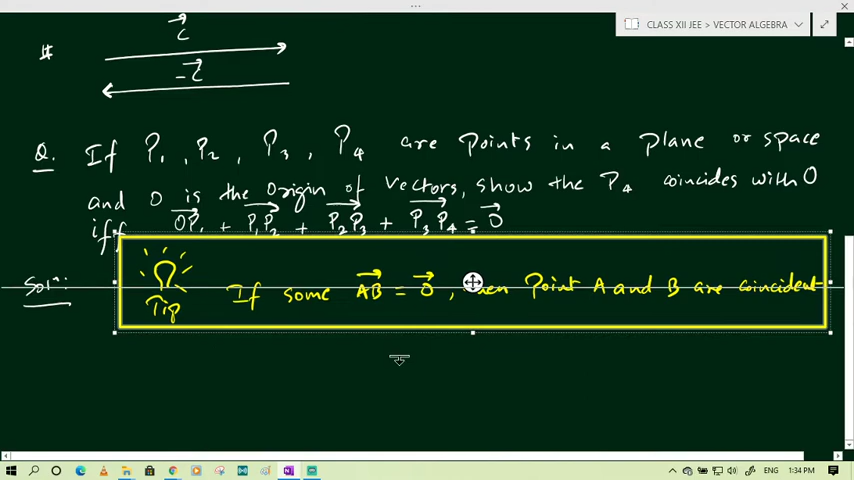 CLASS XII JEE > VECTOR ALGEBRA
# c⃗
-c⃗
Q. If P₁, P₂, P₃, P₄ are points in a plane or space
and O is the origin of vectors, show the P₄ coincides with O
iff OP₁⃗ + P₁P₂⃗ + P₂P₃⃗ + P₃P₄⃗ = 0⃗
Solⁿ:
Tip If some AB⃗ = 0⃗, then Point A and B are coincident
ENG 1:34 PM